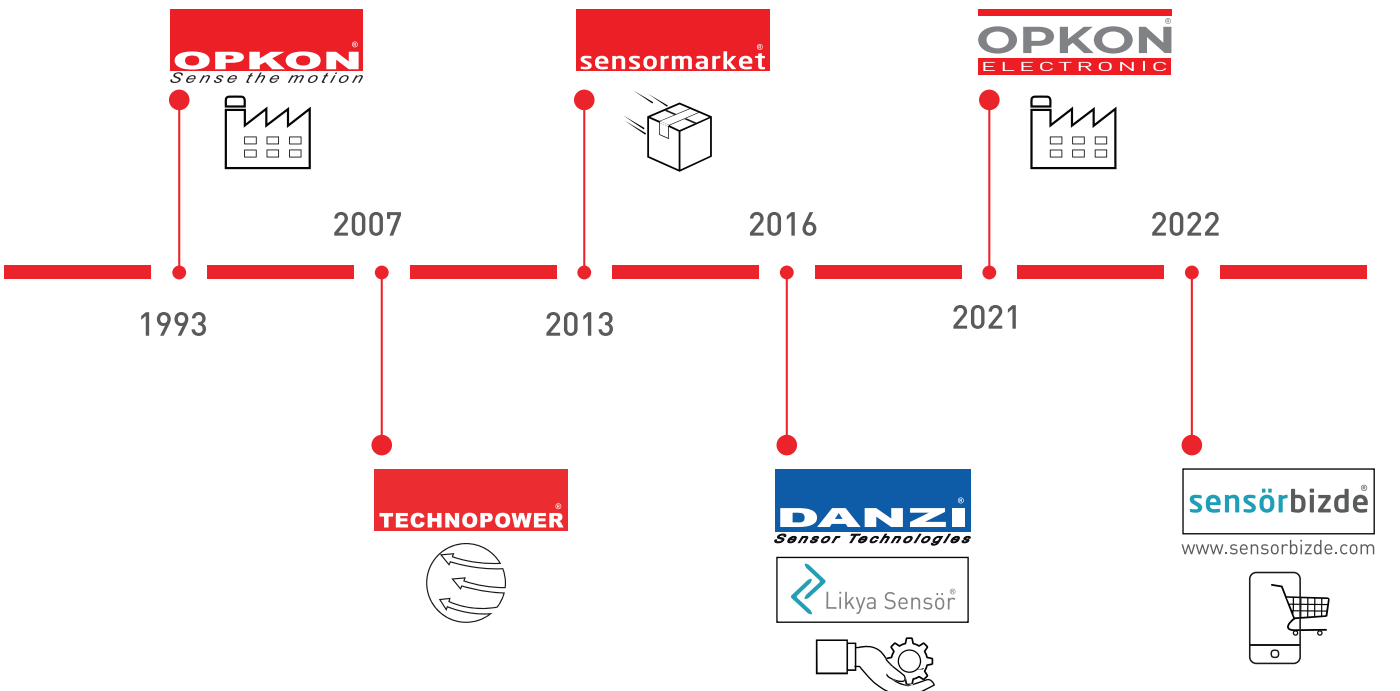 OPKON®
Sense the motion
sensormarket®
OPKON®
ELECTRONIC
2007
2016
2022
1993
2013
2021
TECHNOPOWER®
DANZI®
Sensor Technologies
Likya Sensör®
sensörbizde®
www.sensorbizde.com